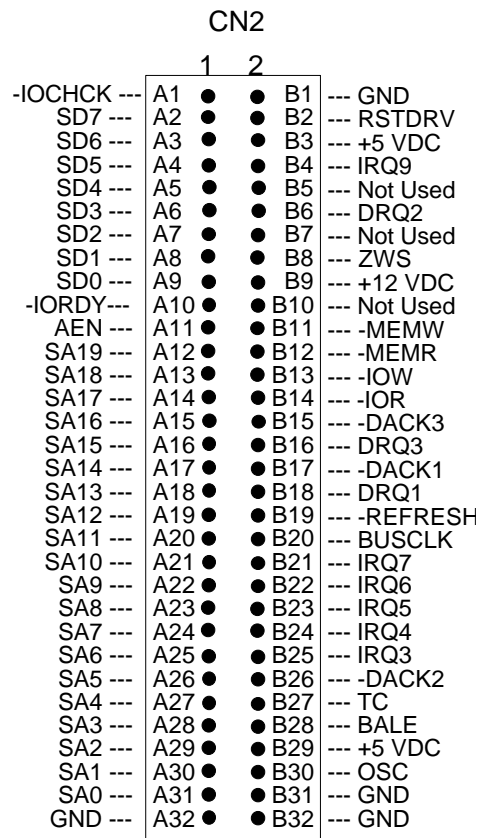 CN2
1 2
-IOCHCK --- A1 B1 --- GND
SD7 --- A2 B2 --- RSTDRV
SD6 --- A3 B3 --- +5 VDC
SD5 --- A4 B4 --- IRQ9
SD4 --- A5 B5 --- Not Used
SD3 --- A6 B6 --- DRQ2
SD2 --- A7 B7 --- Not Used
SD1 --- A8 B8 --- ZWS
SD0 --- A9 B9 --- +12 VDC
-IORDY--- A10 B10 --- Not Used
AEN --- A11 B11 --- -MEMW
SA19 --- A12 B12 --- -MEMR
SA18 --- A13 B13 --- -IOW
SA17 --- A14 B14 --- -IOR
SA16 --- A15 B15 --- -DACK3
SA15 --- A16 B16 --- DRQ3
SA14 --- A17 B17 --- -DACK1
SA13 --- A18 B18 --- DRQ1
SA12 --- A19 B19 --- -REFRESH
SA11 --- A20 B20 --- BUSCLK
SA10 --- A21 B21 --- IRQ7
SA9 --- A22 B22 --- IRQ6
SA8 --- A23 B23 --- IRQ5
SA7 --- A24 B24 --- IRQ4
SA6 --- A25 B25 --- IRQ3
SA5 --- A26 B26 --- -DACK2
SA4 --- A27 B27 --- TC
SA3 --- A28 B28 --- BALE
SA2 --- A29 B29 --- +5 VDC
SA1 --- A30 B30 --- OSC
SA0 --- A31 B31 --- GND
GND --- A32 B32 --- GND